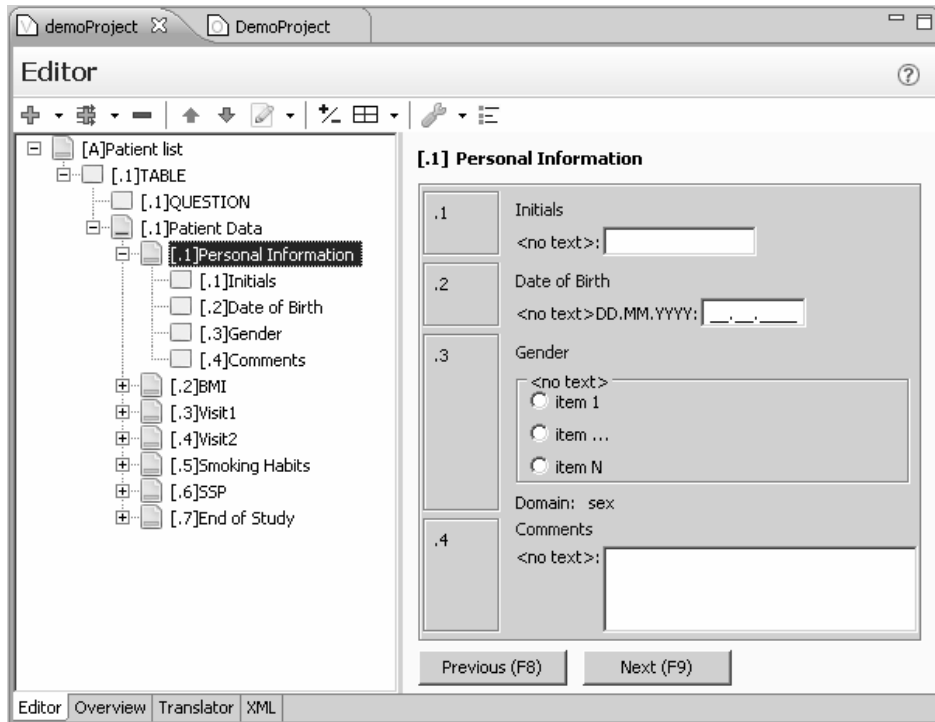 demoProject DemoProject
Editor
[A]Patient list
[.1]TABLE
[.1]QUESTION
[.1]Patient Data
[.1]Personal Information
[.1]Initials
[.2]Date of Birth
[.3]Gender
[.4]Comments
[.2]BMI
[.3]Visit1
[.4]Visit2
[.5]Smoking Habits
[.6]SSP
[.7]End of Study
[.1] Personal Information
.1 Initials
<no text>:
.2 Date of Birth
<no text>DD.MM.YYYY: __.__.____
.3 Gender
<no text>
item 1
item ...
item N
Domain: sex
.4 Comments
<no text>:
Previous (F8) Next (F9)
Editor Overview Translator XML